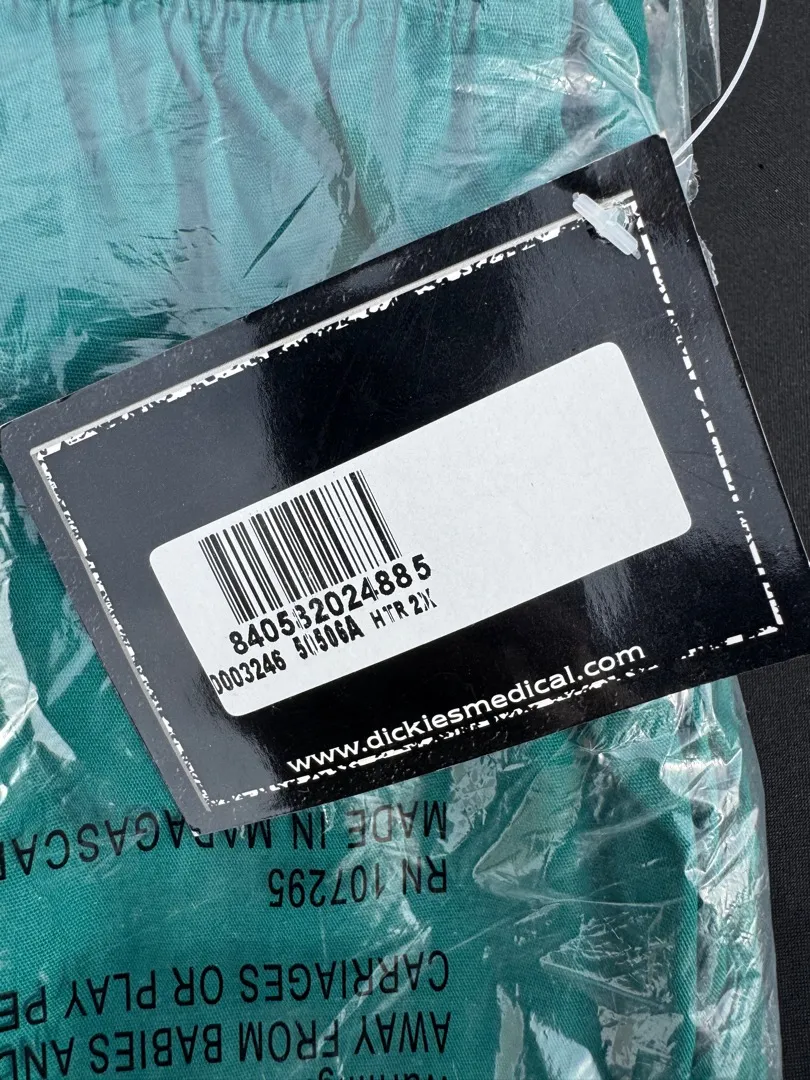 840532024885
0003246 50506A HTR 2X
www.dickiesmedical.com
AWAY FROM BABIES AND
CARRIAGES OR PLAY PE
RN 107295
MADE IN MADAGASCAR